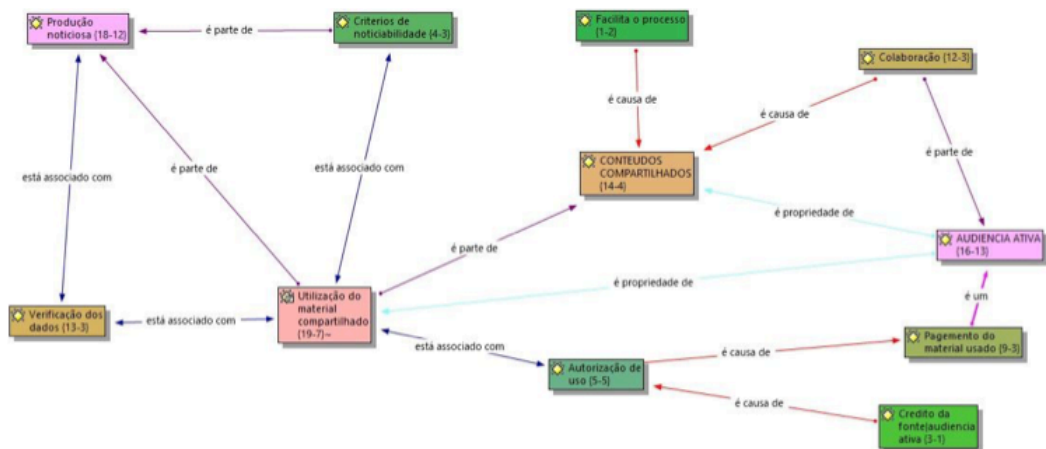 Produção
noticiosa {18-12}
é parte de
Criterios de
noticiabilidade {4-3}
Facilita o processo
{1-2}
Colaboração {12-3}
é causa de
é causa de
está associado com
é parte de
está associado com
é parte de
CONTEUDOS
COMPARTILHADOS
{14-4}
é propriedade de
é parte de
AUDIENCIA ATIVA
{16-13}
é propriedade de
é um
Verificação dos
dados {13-3}
está associado com
Utilização do
material
compartilhado
{19-7}~
está associado com
é causa de
Pagemento do
material usado {9-3}
Autorização de
uso {5-5}
é causa de
Credito da
fonte|audiencia
ativa {3-1}